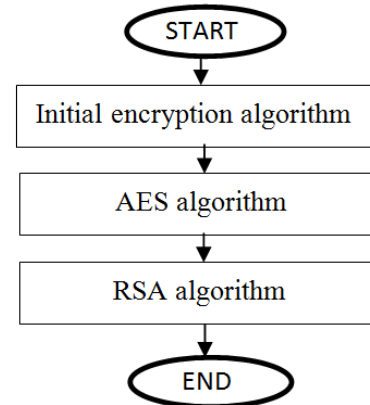 START
Initial encryption algorithm
AES algorithm
RSA algorithm
END